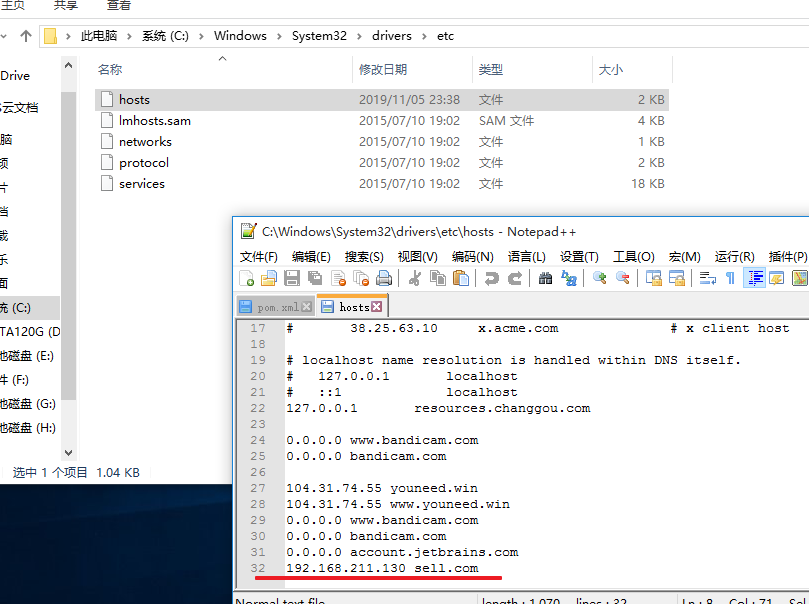 主页 共享 查看
此电脑 › 系统 (C:) › Windows › System32 › drivers › etc
名称 修改日期 类型 大小
Drive
云文档
脑
频
片
档
载
乐
面
统 (C:)
TA120G (D
地磁盘 (E:)
件 (F:)
地磁盘 (G:)
地磁盘 (H:)
hosts 2019/11/05 23:38 文件 2 KB
lmhosts.sam 2015/07/10 19:02 SAM 文件 4 KB
networks 2015/07/10 19:02 文件 1 KB
protocol 2015/07/10 19:02 文件 2 KB
services 2015/07/10 19:02 文件 18 KB
选中 1 个项目 1.04 KB
C:\Windows\System32\drivers\etc\hosts - Notepad++
文件(F) 编辑(E) 搜索(S) 视图(V) 编码(N) 语言(L) 设置(T) 工具(O) 宏(M) 运行(R) 插件(P)
pom.xml hosts
17 # 38.25.63.10 x.acme.com # x client host
18
19 # localhost name resolution is handled within DNS itself.
20 # 127.0.0.1 localhost
21 # ::1 localhost
22 127.0.0.1 resources.changgou.com
23
24 0.0.0.0 www.bandicam.com
25 0.0.0.0 bandicam.com
26
27 104.31.74.55 youneed.win
28 104.31.74.55 www.youneed.win
29 0.0.0.0 www.bandicam.com
30 0.0.0.0 bandicam.com
31 0.0.0.0 account.jetbrains.com
32 192.168.211.130 sell.com
Normal text file length : 1,070 lines : 32 Ln : 8 Col : 71 Sel